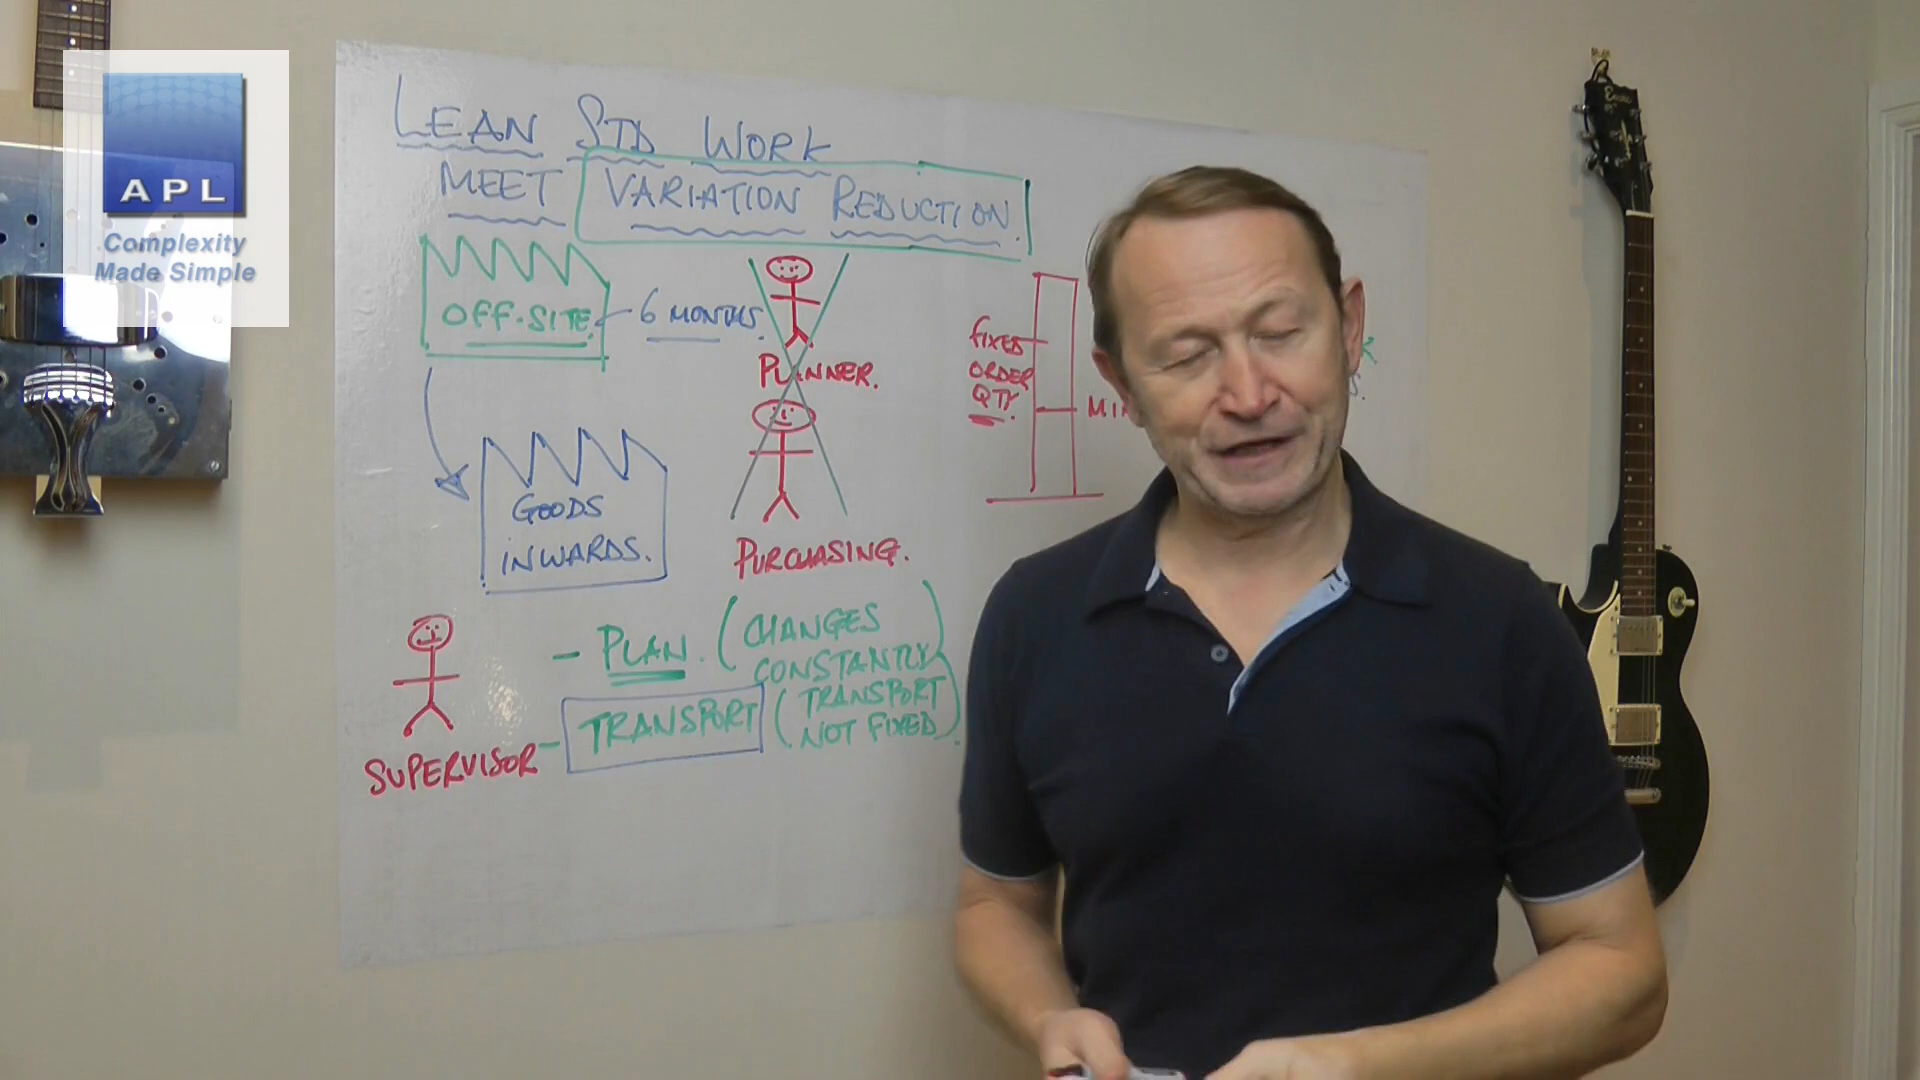 APL
Complexity
Made Simple
LEAN STD WORK
MEET VARIATION REDUCTION.
OFF-SITE
6 MONTHS.
PLANNER.
FIXED
ORDER
QTY.
GOODS
INWARDS.
PURCHASING.
SUPERVISOR
- PLAN. (CHANGES
CONSTANTLY)
- TRANSPORT (TRANSPORT
NOT FIXED).